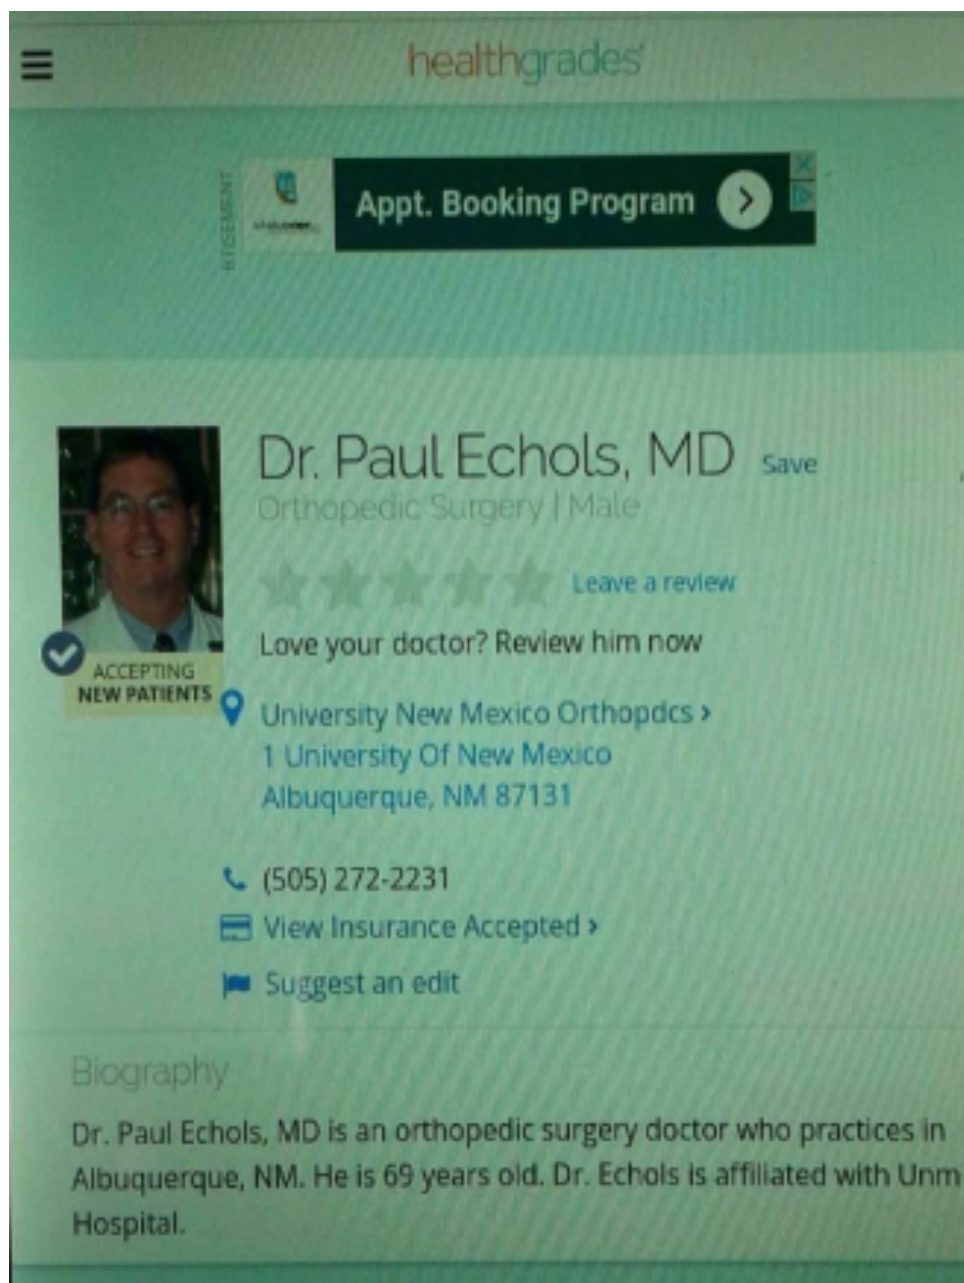 healthgrades
Appt. Booking Program
Dr. Paul Echols, MD Save
Orthopedic Surgery | Male
Leave a review
Love your doctor? Review him now
ACCEPTING
NEW PATIENTS
University New Mexico Orthopdcs >
1 University Of New Mexico
Albuquerque, NM 87131
(505) 272-2231
View Insurance Accepted >
Suggest an edit
Biography
Dr. Paul Echols, MD is an orthopedic surgery doctor who practices in
Albuquerque, NM. He is 69 years old. Dr. Echols is affiliated with Unm
Hospital.